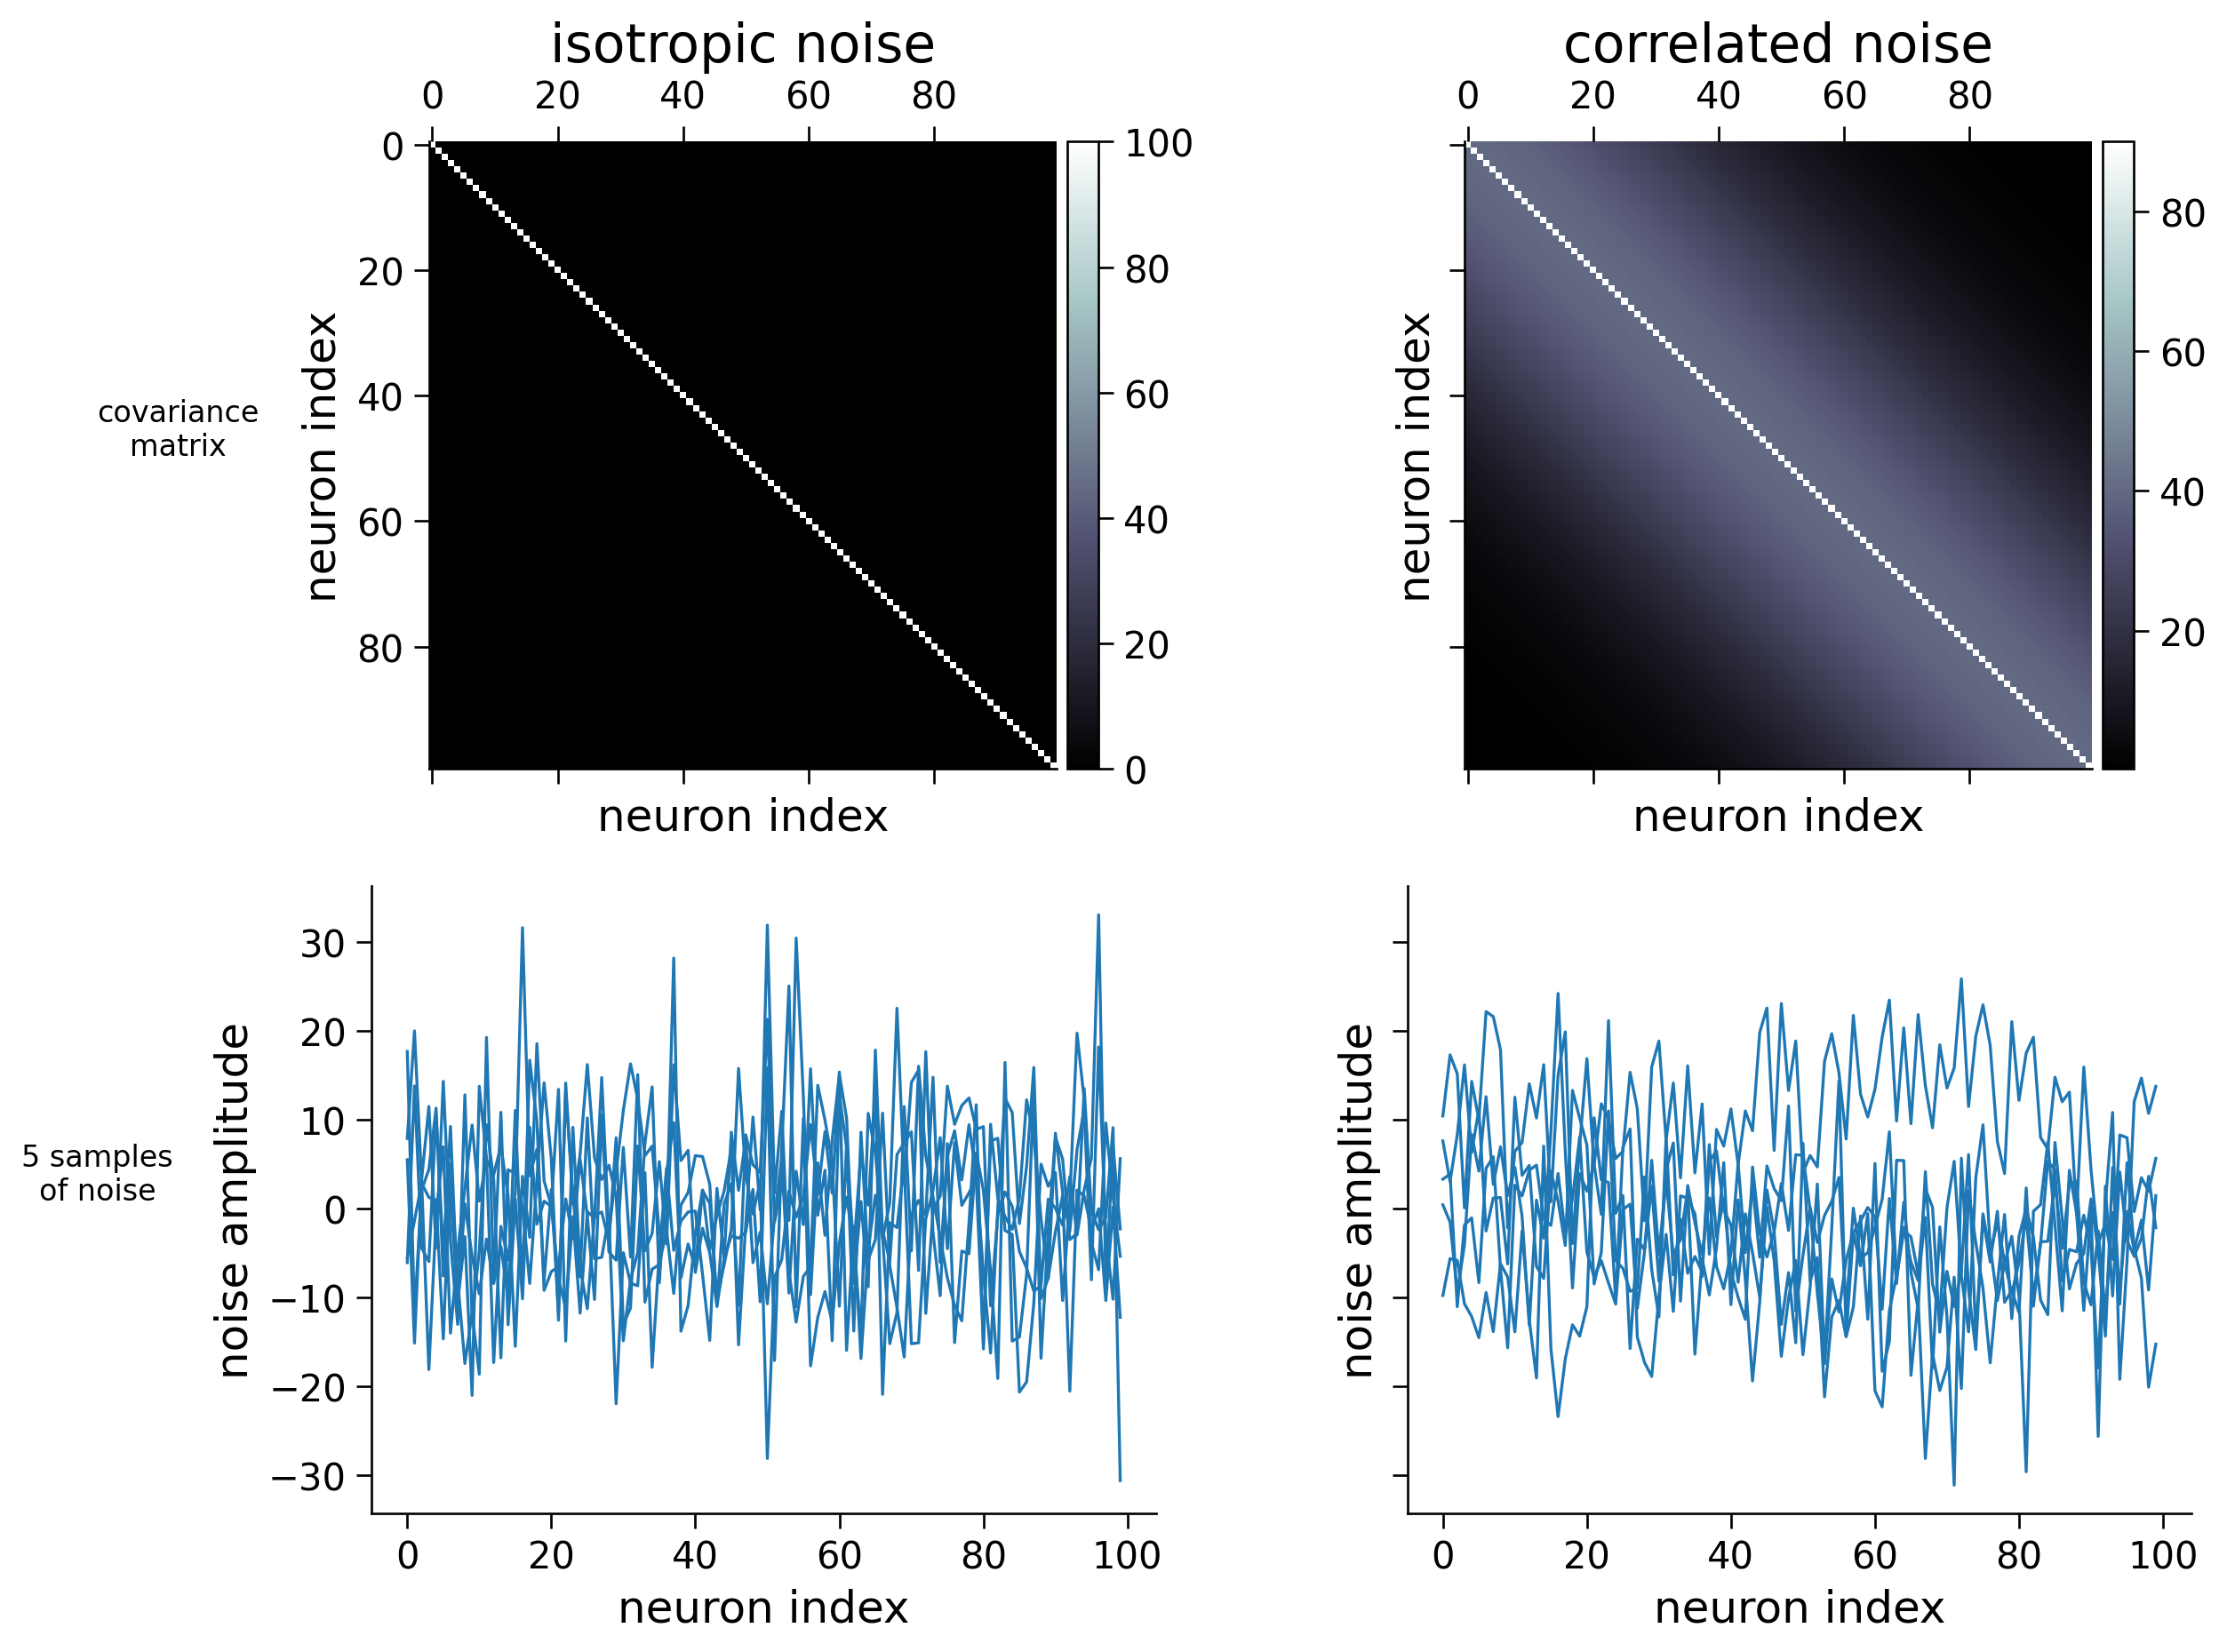 isotropic noise
0 20 40 60 80
0
20
40
60
80
neuron index
neuron index
100
80
60
40
20
0
correlated noise
0 20 40 60 80
neuron index
neuron index
80
60
40
20
covariance
matrix
5 samples
of noise
noise amplitude
30
20
10
0
−10
−20
−30
0 20 40 60 80 100
neuron index
noise amplitude
0 20 40 60 80 100
neuron index